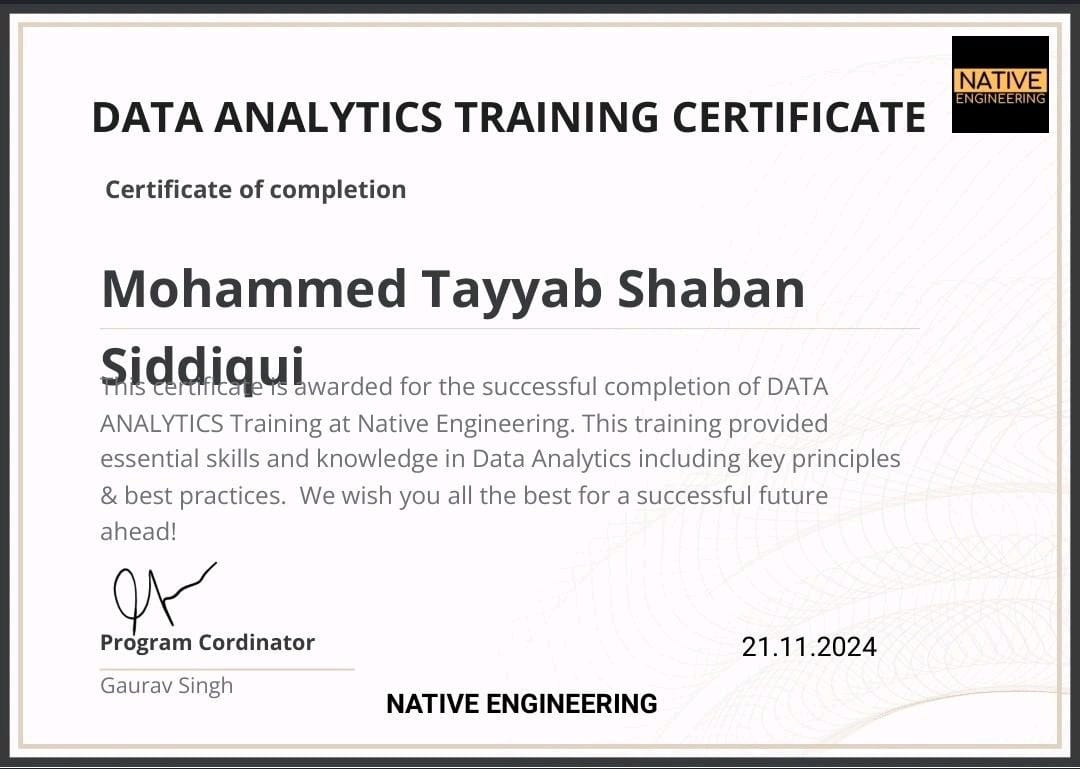 NATIVE
ENGINEERING
DATA ANALYTICS TRAINING CERTIFICATE
Certificate of completion
Mohammed Tayyab Shaban
Siddiqui
This certificate is awarded for the successful completion of DATA
ANALYTICS Training at Native Engineering. This training provided
essential skills and knowledge in Data Analytics including key principles
& best practices.  We wish you all the best for a successful future
ahead!
Program Cordinator
21.11.2024
Gaurav Singh
NATIVE ENGINEERING